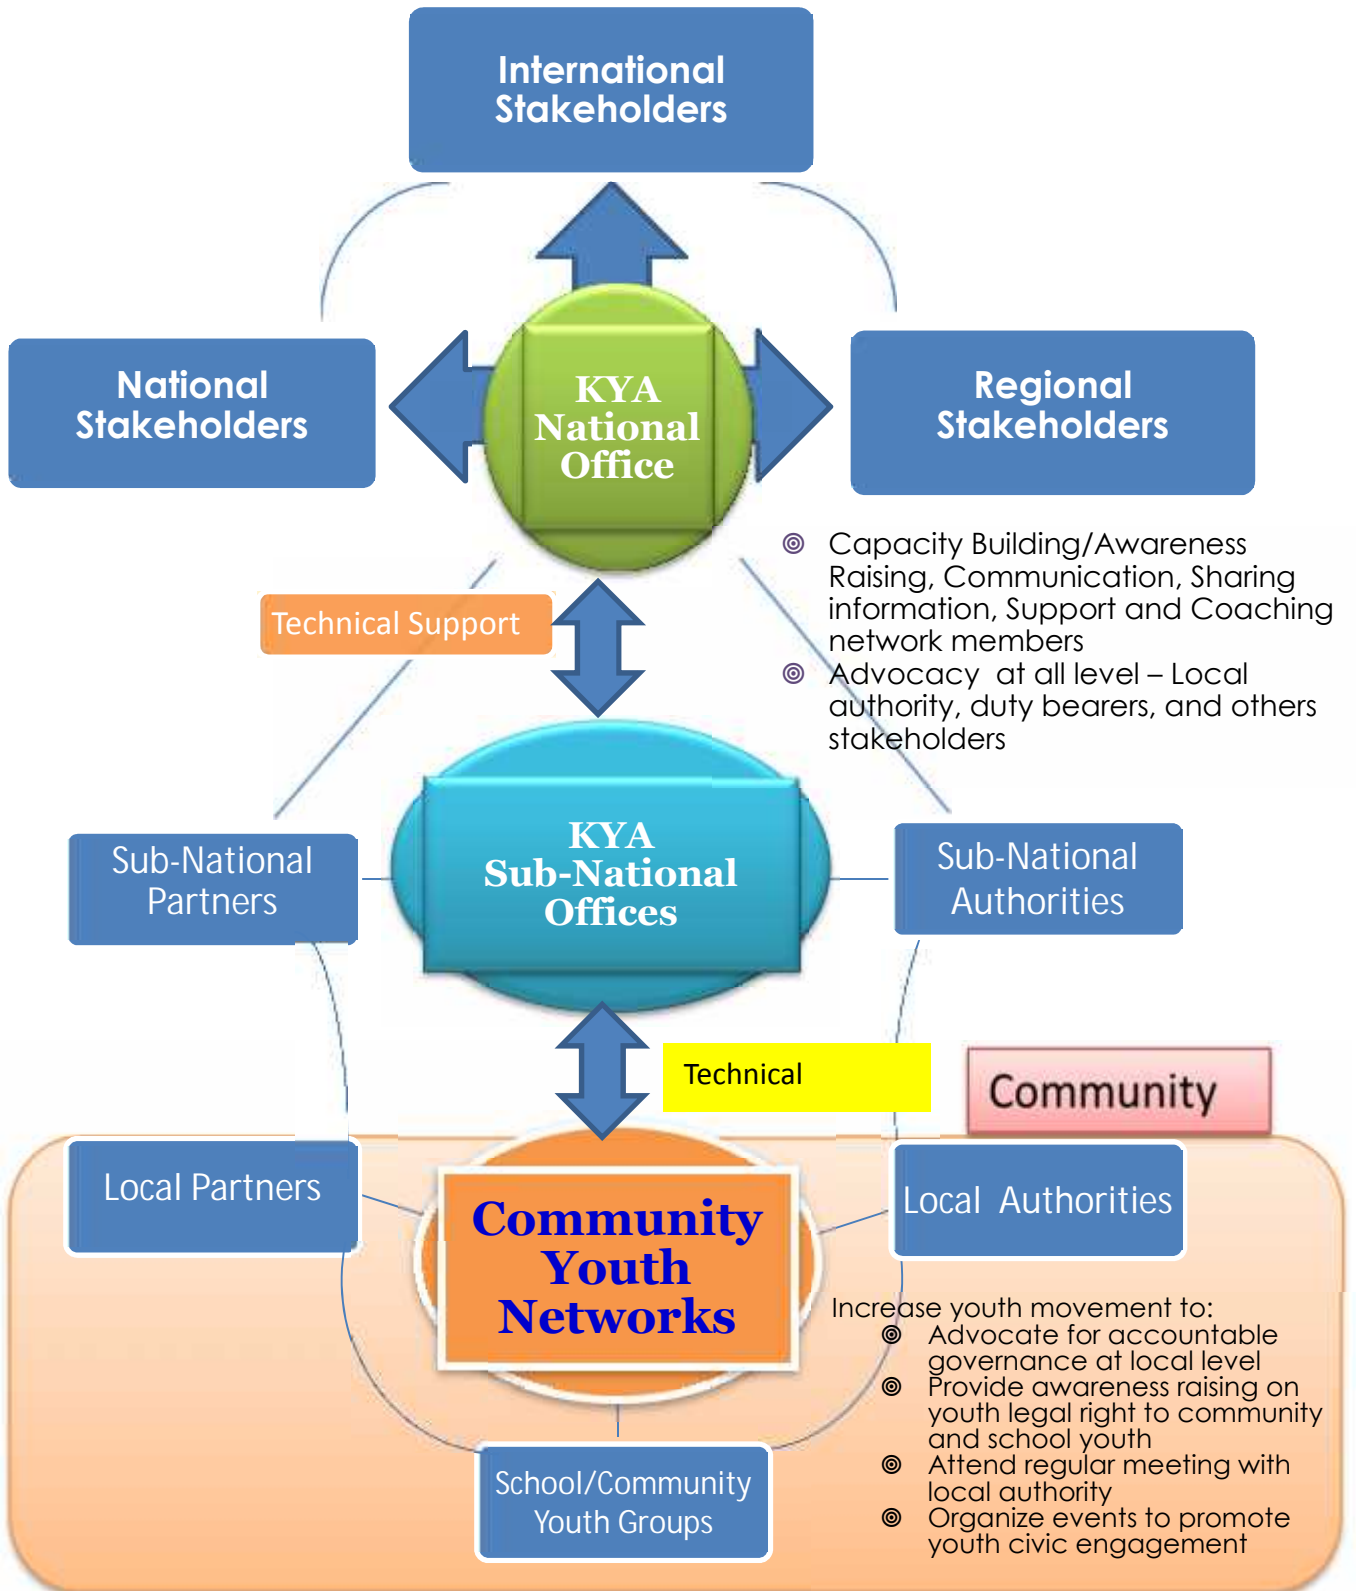 International
Stakeholders
National
Stakeholders
KYA
National
Office
Regional
Stakeholders
◎ Capacity Building/Awareness
Raising, Communication, Sharing
information, Support and Coaching
network members
◎ Advocacy at all level – Local
authority, duty bearers, and others
stakeholders
Technical Support
Sub-National
Partners
KYA
Sub-National
Offices
Sub-National
Authorities
Technical
Community
Local Partners
Community
Youth
Networks
Local Authorities
Increase youth movement to:
◎ Advocate for accountable
governance at local level
◎ Provide awareness raising on
youth legal right to community
and school youth
◎ Attend regular meeting with
local authority
◎ Organize events to promote
youth civic engagement
School/Community
Youth Groups